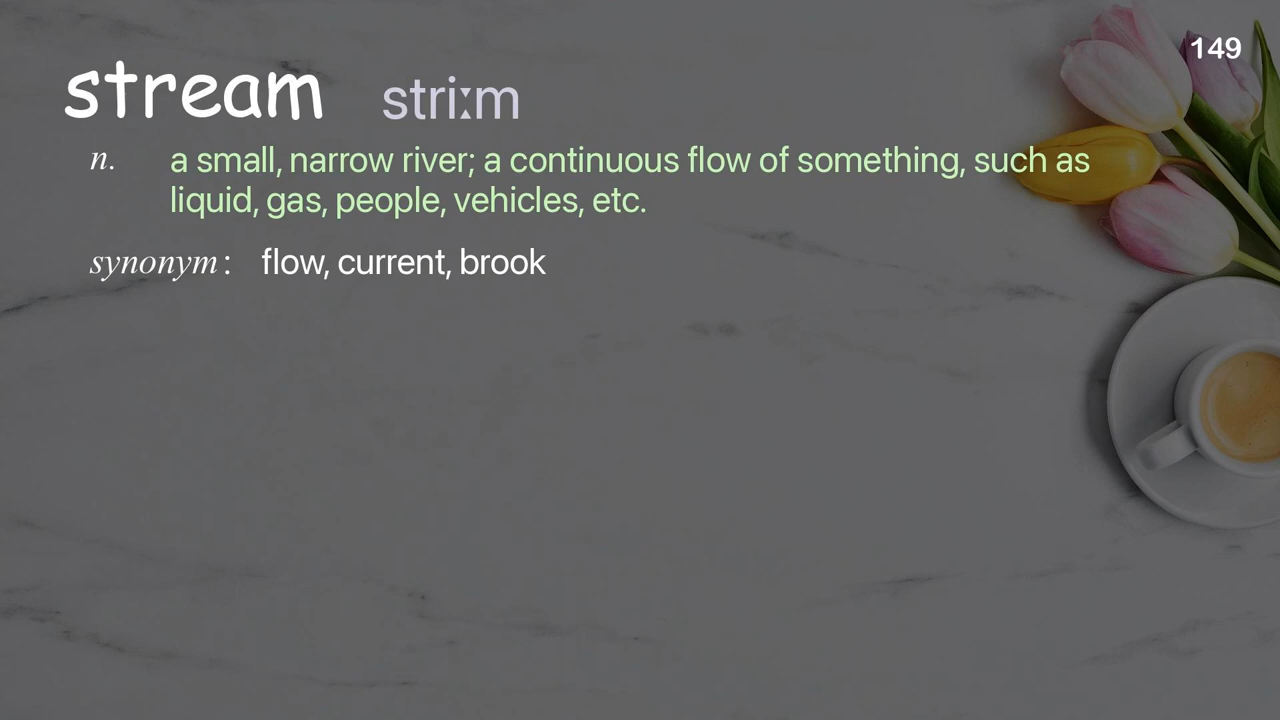 149
stream striːm
n. a small, narrow river; a continuous flow of something, such as
liquid, gas, people, vehicles, etc.
synonym: flow, current, brook